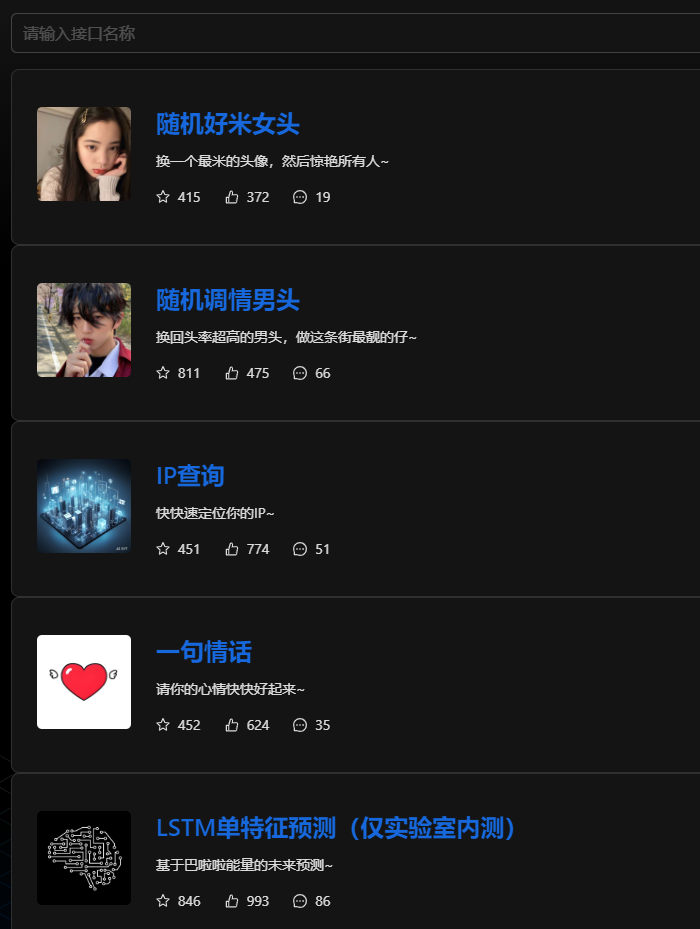 请输入接口名称
随机好米女头
换一个最米的头像，然后惊艳所有人~
415 372 19
随机调情男头
换回头率超高的男头，做这条街最靓的仔~
811 475 66
IP查询
快快速定位你的IP~
451 774 51
一句情话
请你的心情快快好起来~
452 624 35
LSTM单特征预测（仅实验室内测）
基于巴啦啦能量的未来预测~
846 993 86